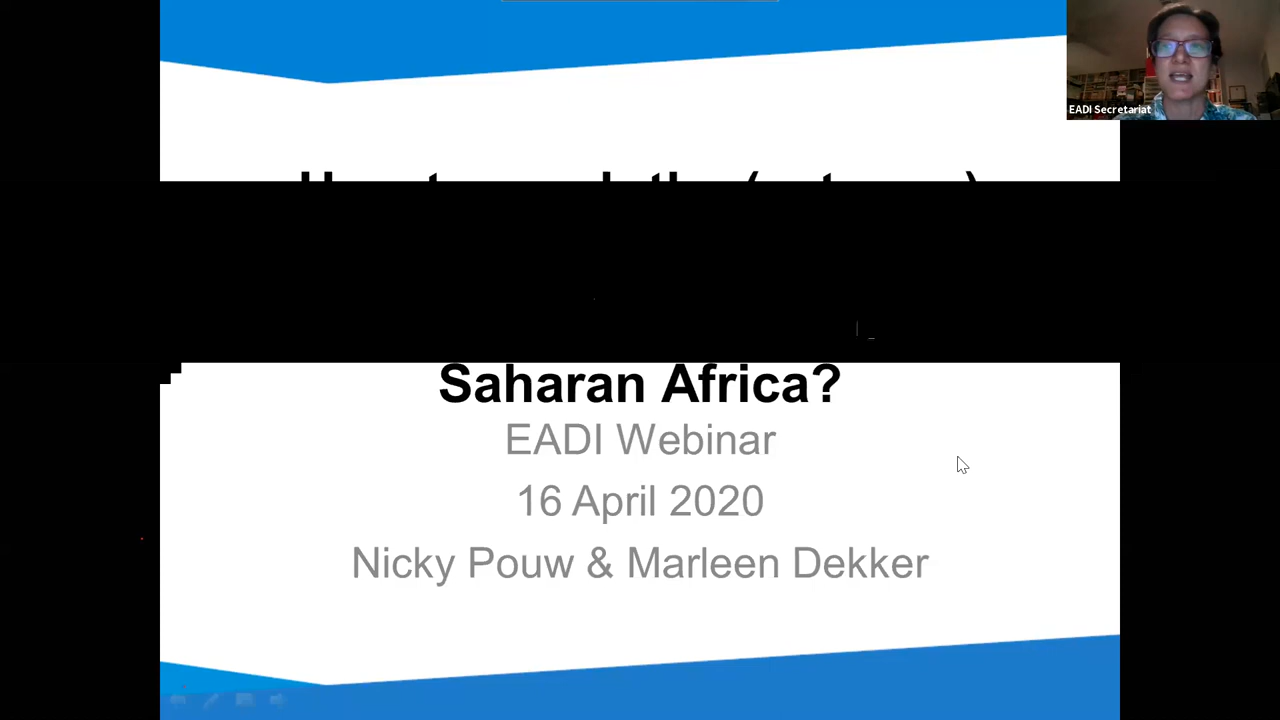 EADI Secretariat
Saharan Africa?
EADI Webinar
16 April 2020
Nicky Pouw & Marleen Dekker